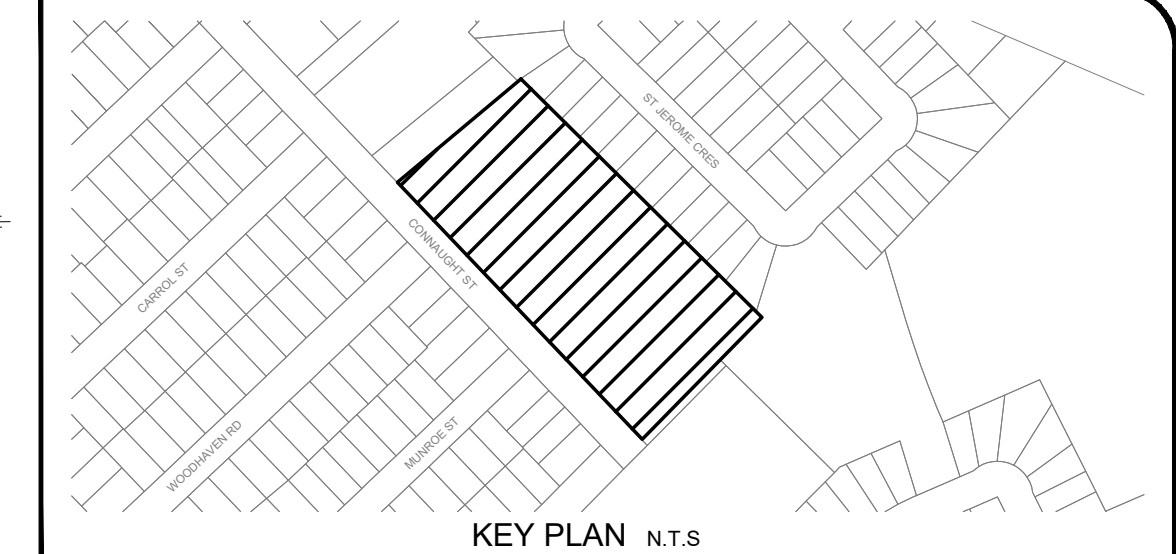 ST JEROME CRES
CONNAUGHT ST
CARROL ST
WOODHAVEN RD
MUNROE ST
KEY PLAN N.T.S